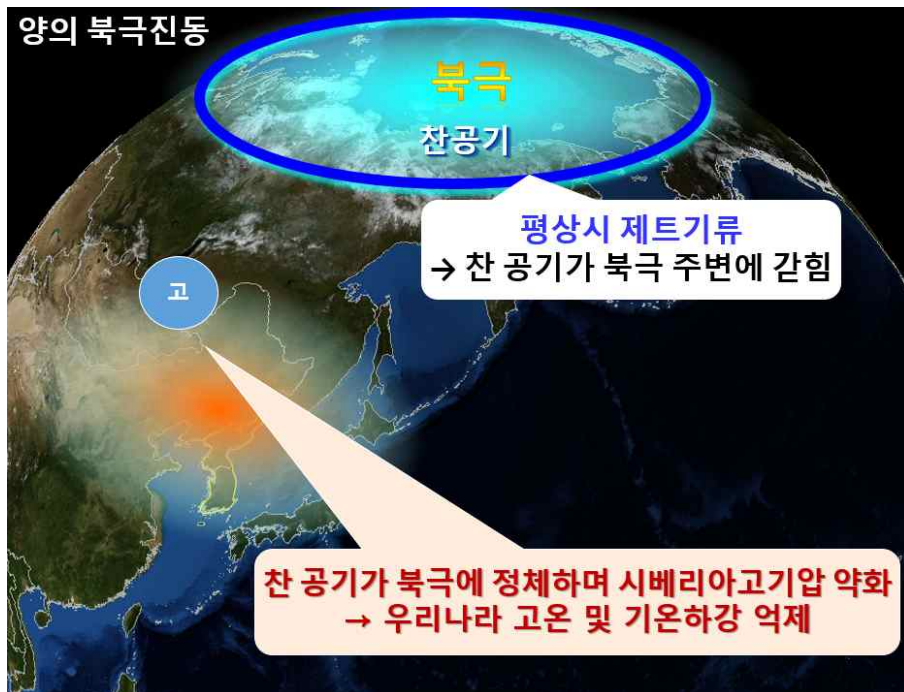 양의 북극진동
북극
찬공기
평상시 제트기류
→ 찬 공기가 북극 주변에 갇힘
고
찬 공기가 북극에 정체하며 시베리아고기압 약화
→ 우리나라 고온 및 기온하강 억제